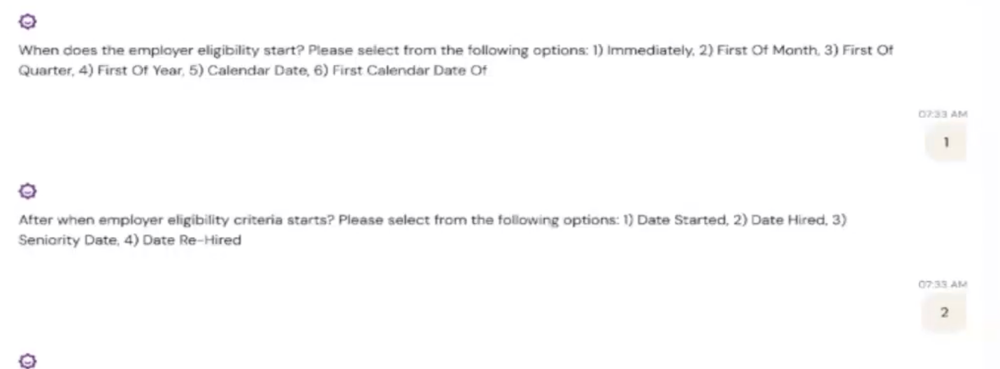 When does the employer eligibility start? Please select from the following options: 1) Immediately, 2) First Of Month, 3) First Of
Quarter, 4) First Of Year, 5) Calendar Date, 6) First Calendar Date Of
07:33 AM
1
After when employer eligibility criteria starts? Please select from the following options: 1) Date Started, 2) Date Hired, 3)
Seniority Date, 4) Date Re-Hired
07:33 AM
2